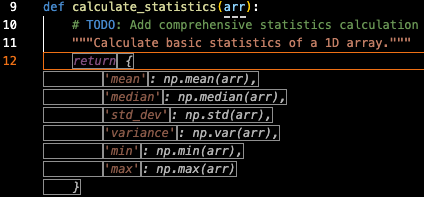 9 def calculate_statistics(arr):
10 # TODO: Add comprehensive statistics calculation
11 """Calculate basic statistics of a 1D array."""
12 return {
'mean': np.mean(arr),
'median': np.median(arr),
'std_dev': np.std(arr),
'variance': np.var(arr),
'min': np.min(arr),
'max': np.max(arr)
}